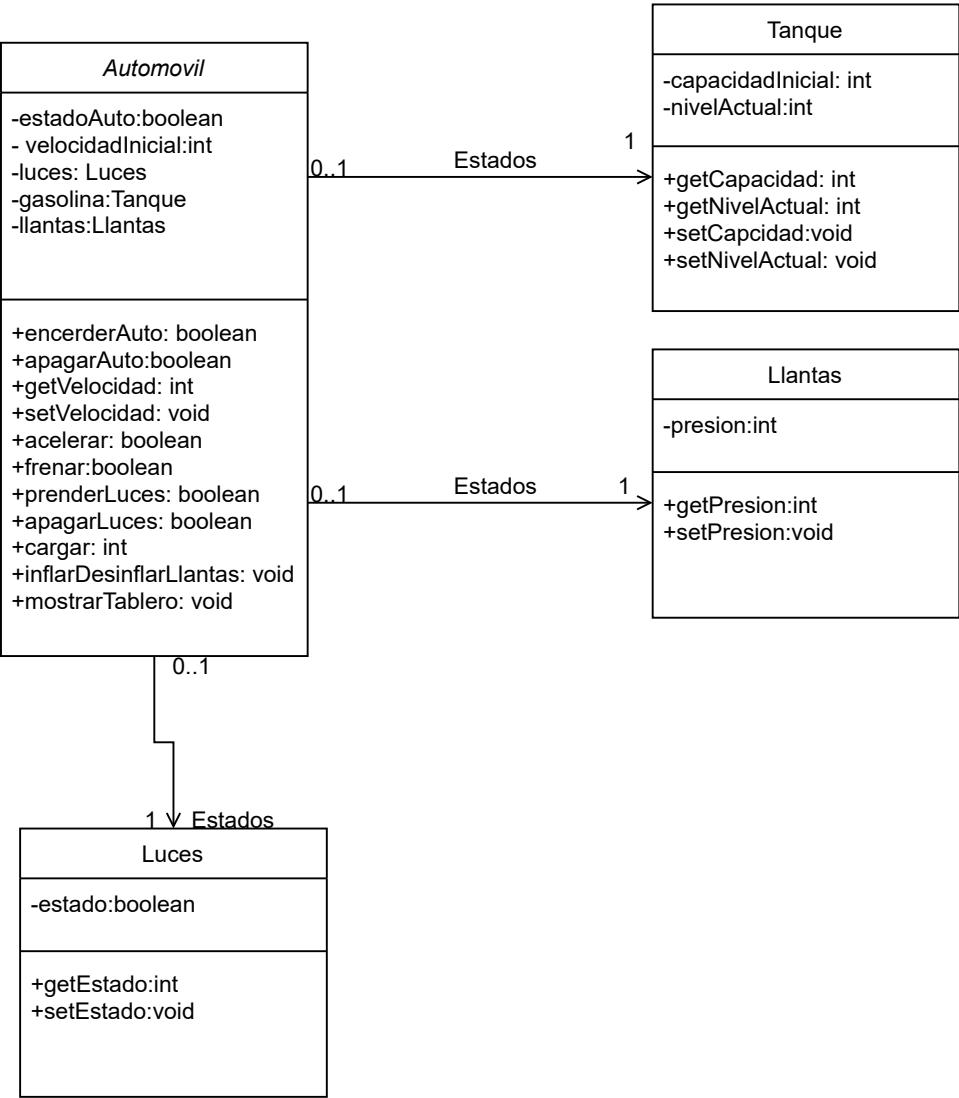 Automovil
-estadoAuto:boolean
- velocidadInicial:int
-luces: Luces
-gasolina:Tanque
-llantas:Llantas
+encerderAuto: boolean
+apagarAuto:boolean
+getVelocidad: int
+setVelocidad: void
+acelerar: boolean
+frenar:boolean
+prenderLuces: boolean
+apagarLuces: boolean
+cargar: int
+inflarDesinflarLlantas: void
+mostrarTablero: void
0..1
Estados
1
Tanque
-capacidadInicial: int
-nivelActual:int
+getCapacidad: int
+getNivelActual: int
+setCapcidad:void
+setNivelActual: void
0..1
Estados
1
Llantas
-presion:int
+getPresion:int
+setPresion:void
0..1
1
Estados
Luces
-estado:boolean
+getEstado:int
+setEstado:void